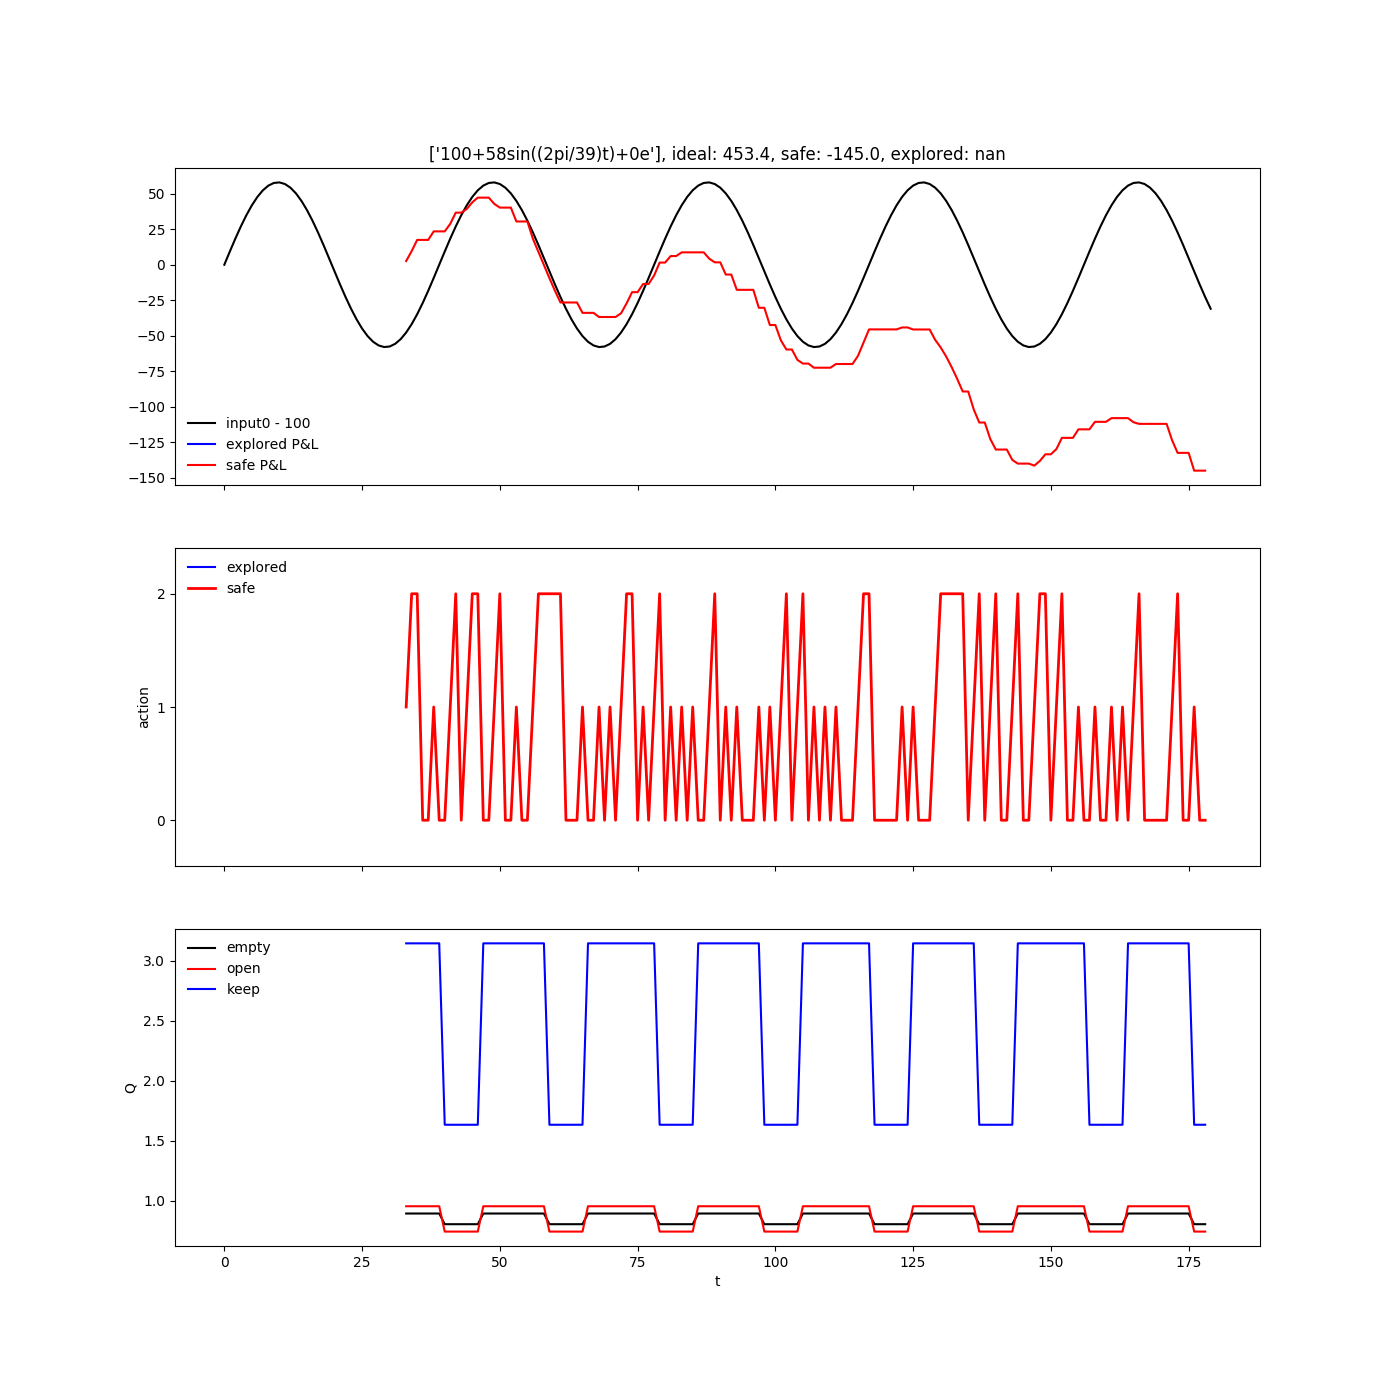 ['100+58sin((2pi/39)t)+0e'], ideal: 453.4, safe: -145.0, explored: nan
50
25
0
−25
−50
−75
−100
−125
−150
input0 - 100
explored P&L
safe P&L
explored
safe
2
1
0
action
empty
open
keep
3.0
2.5
2.0
1.5
1.0
Q
0 25 50 75 100 125 150 175
t